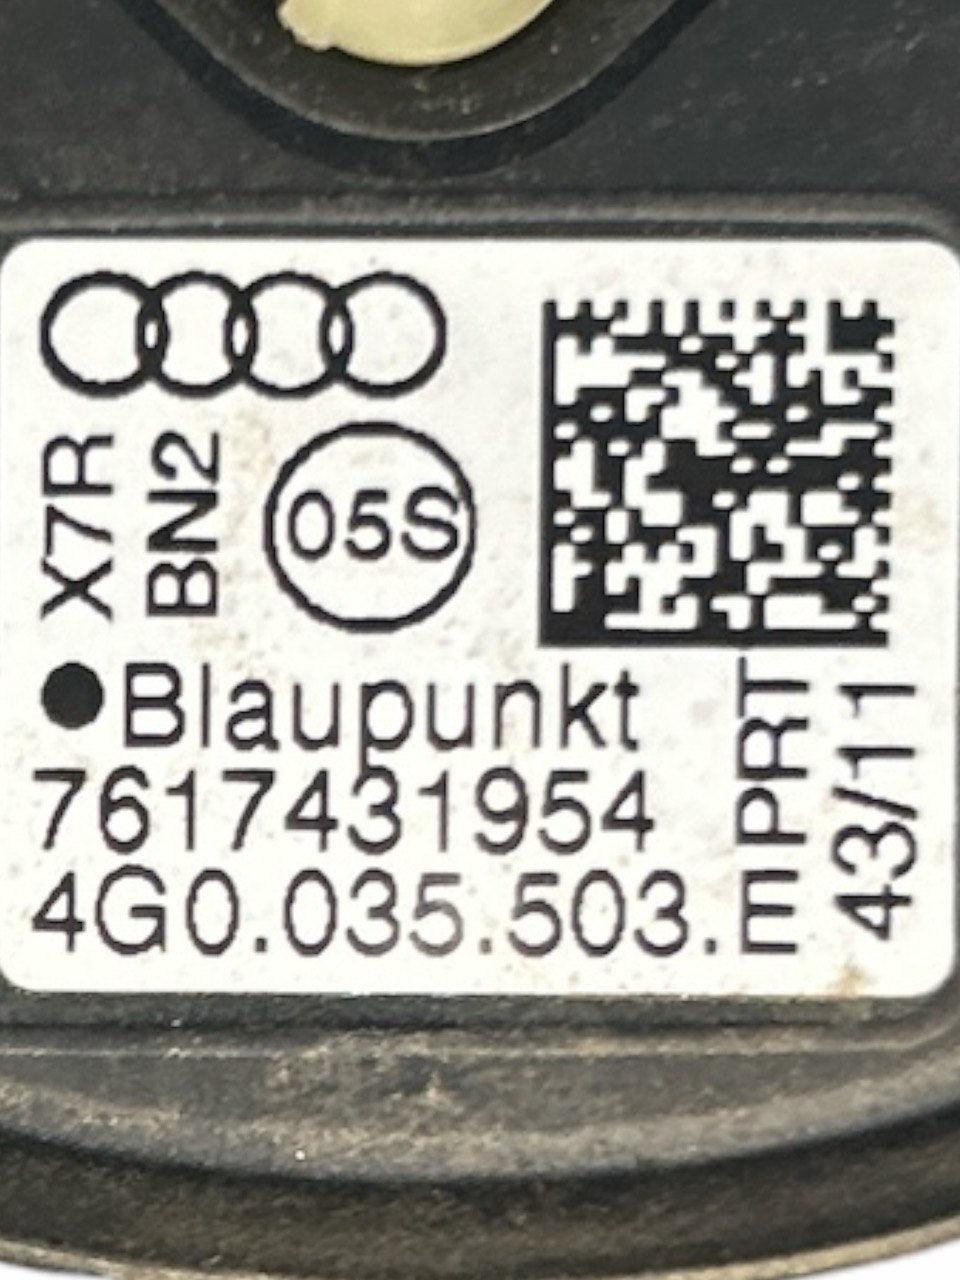 X7R
BN2
05S
Blaupunkt
7617431954
4G0.035.503.E
PRT
43/11